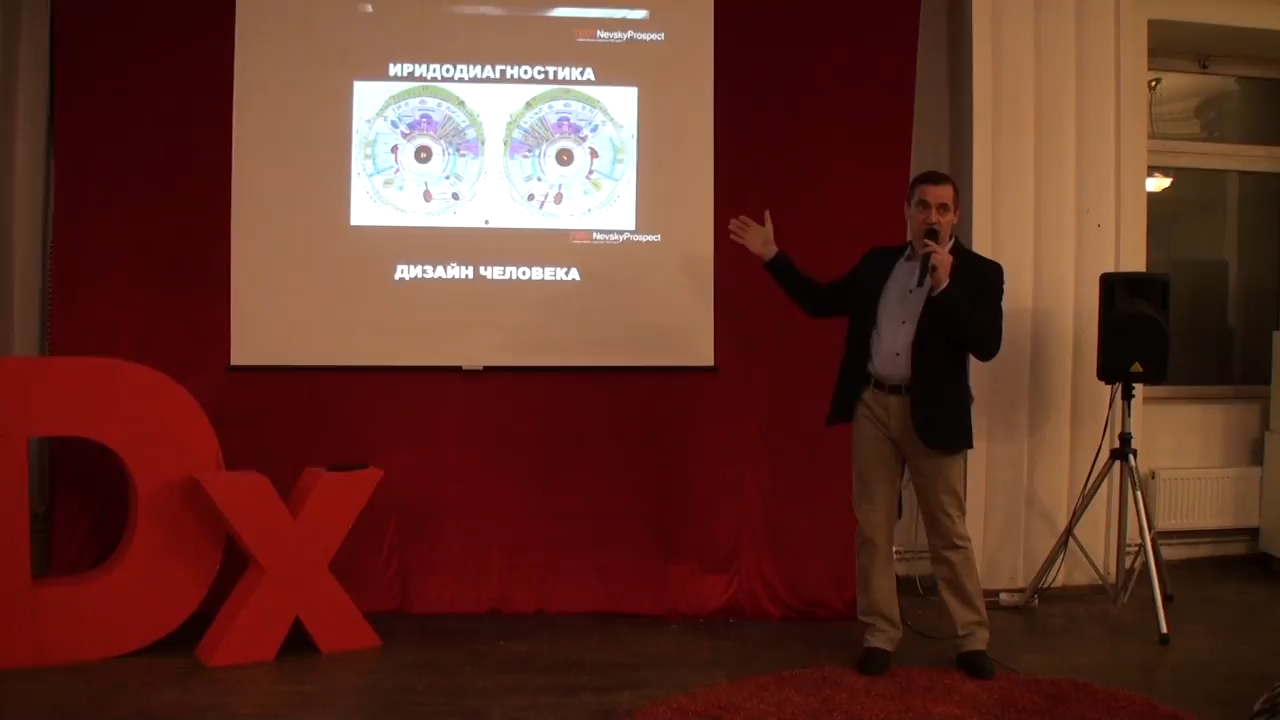 NevskyProspect
ИРИДОДИАГНОСТИКА
NevskyProspect
ДИЗАЙН ЧЕЛОВЕКА
Dx